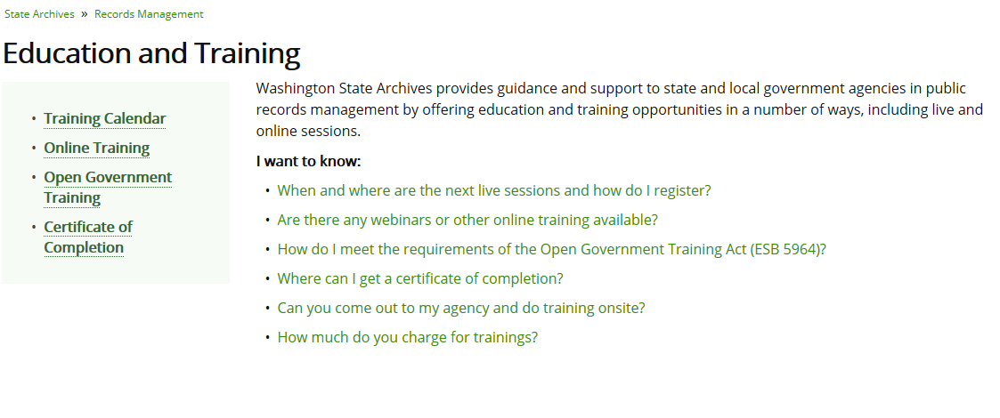 State Archives » Records Management
Education and Training
• Training Calendar
• Online Training
• Open Government
Training
• Certificate of
Completion
Washington State Archives provides guidance and support to state and local government agencies in public
records management by offering education and training opportunities in a number of ways, including live and
online sessions.
I want to know:
• When and where are the next live sessions and how do I register?
• Are there any webinars or other online training available?
• How do I meet the requirements of the Open Government Training Act (ESB 5964)?
• Where can I get a certificate of completion?
• Can you come out to my agency and do training onsite?
• How much do you charge for trainings?